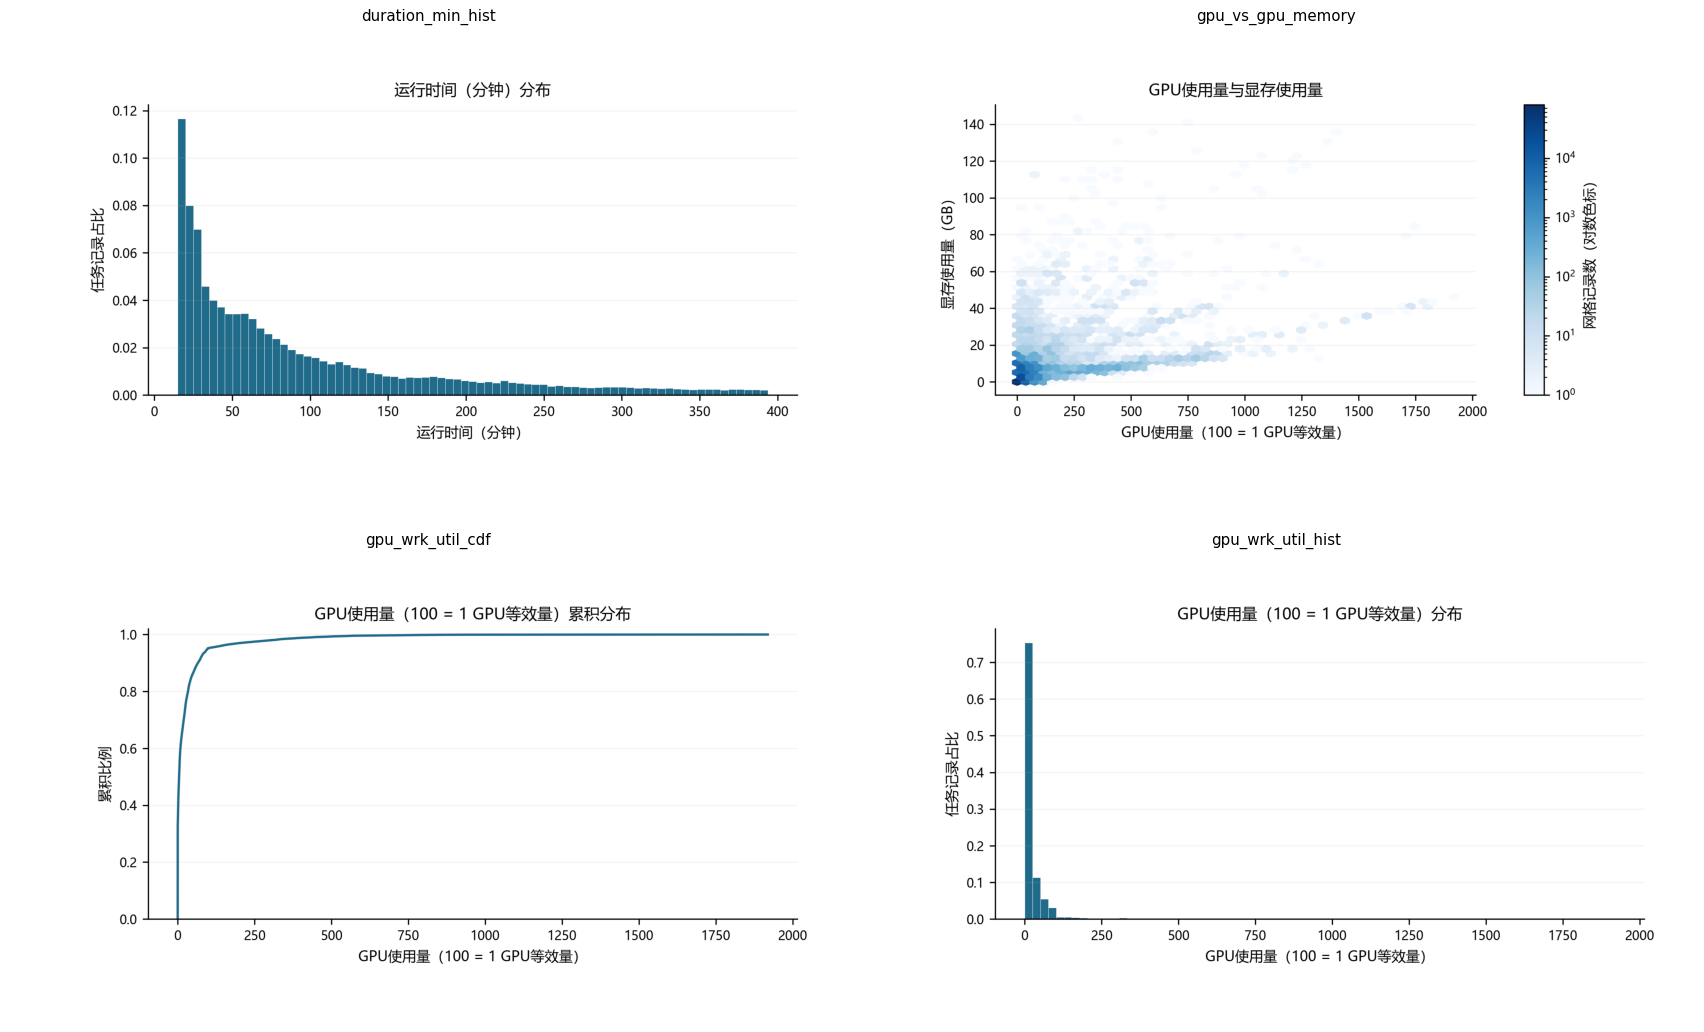 duration_min_hist
运行时间（分钟）分布
0.12
0.10
0.08
0.06
0.04
0.02
0.00
任务记录占比
0 50 100 150 200 250 300 350 400
运行时间（分钟）
gpu_vs_gpu_memory
GPU使用量与显存使用量
140
120
100
80
60
40
20
0
显存使用量（GB）
0 250 500 750 1000 1250 1500 1750 2000
GPU使用量（100 = 1 GPU等效量）
10⁴
10³
10²
10¹
10⁰
网格记录数（对数色标）
gpu_wrk_util_cdf
GPU使用量（100 = 1 GPU等效量）累积分布
1.0
0.8
0.6
0.4
0.2
0.0
累积比例
0 250 500 750 1000 1250 1500 1750 2000
GPU使用量（100 = 1 GPU等效量）
gpu_wrk_util_hist
GPU使用量（100 = 1 GPU等效量）分布
0.7
0.6
0.5
0.4
0.3
0.2
0.1
0.0
任务记录占比
0 250 500 750 1000 1250 1500 1750 2000
GPU使用量（100 = 1 GPU等效量）